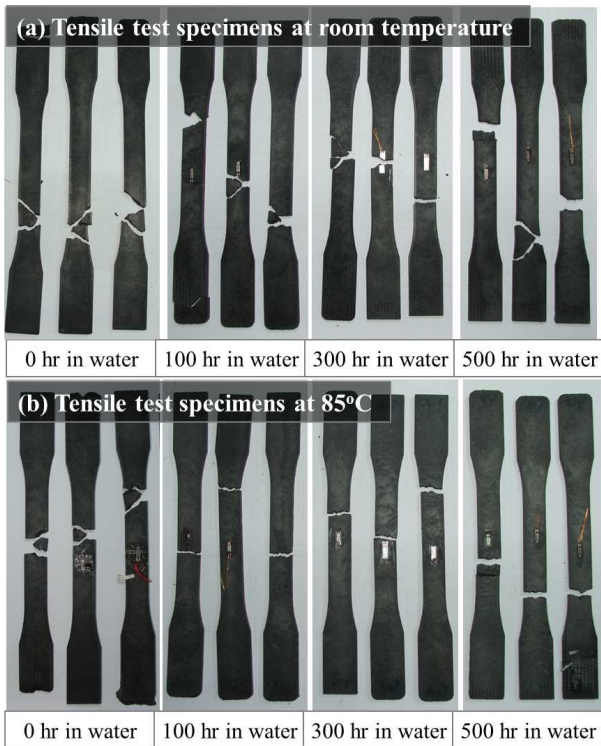 (a) Tensile test specimens at room temperature
0 hr in water
100 hr in water
300 hr in water
500 hr in water
(b) Tensile test specimens at 85°C
0 hr in water
100 hr in water
300 hr in water
500 hr in water